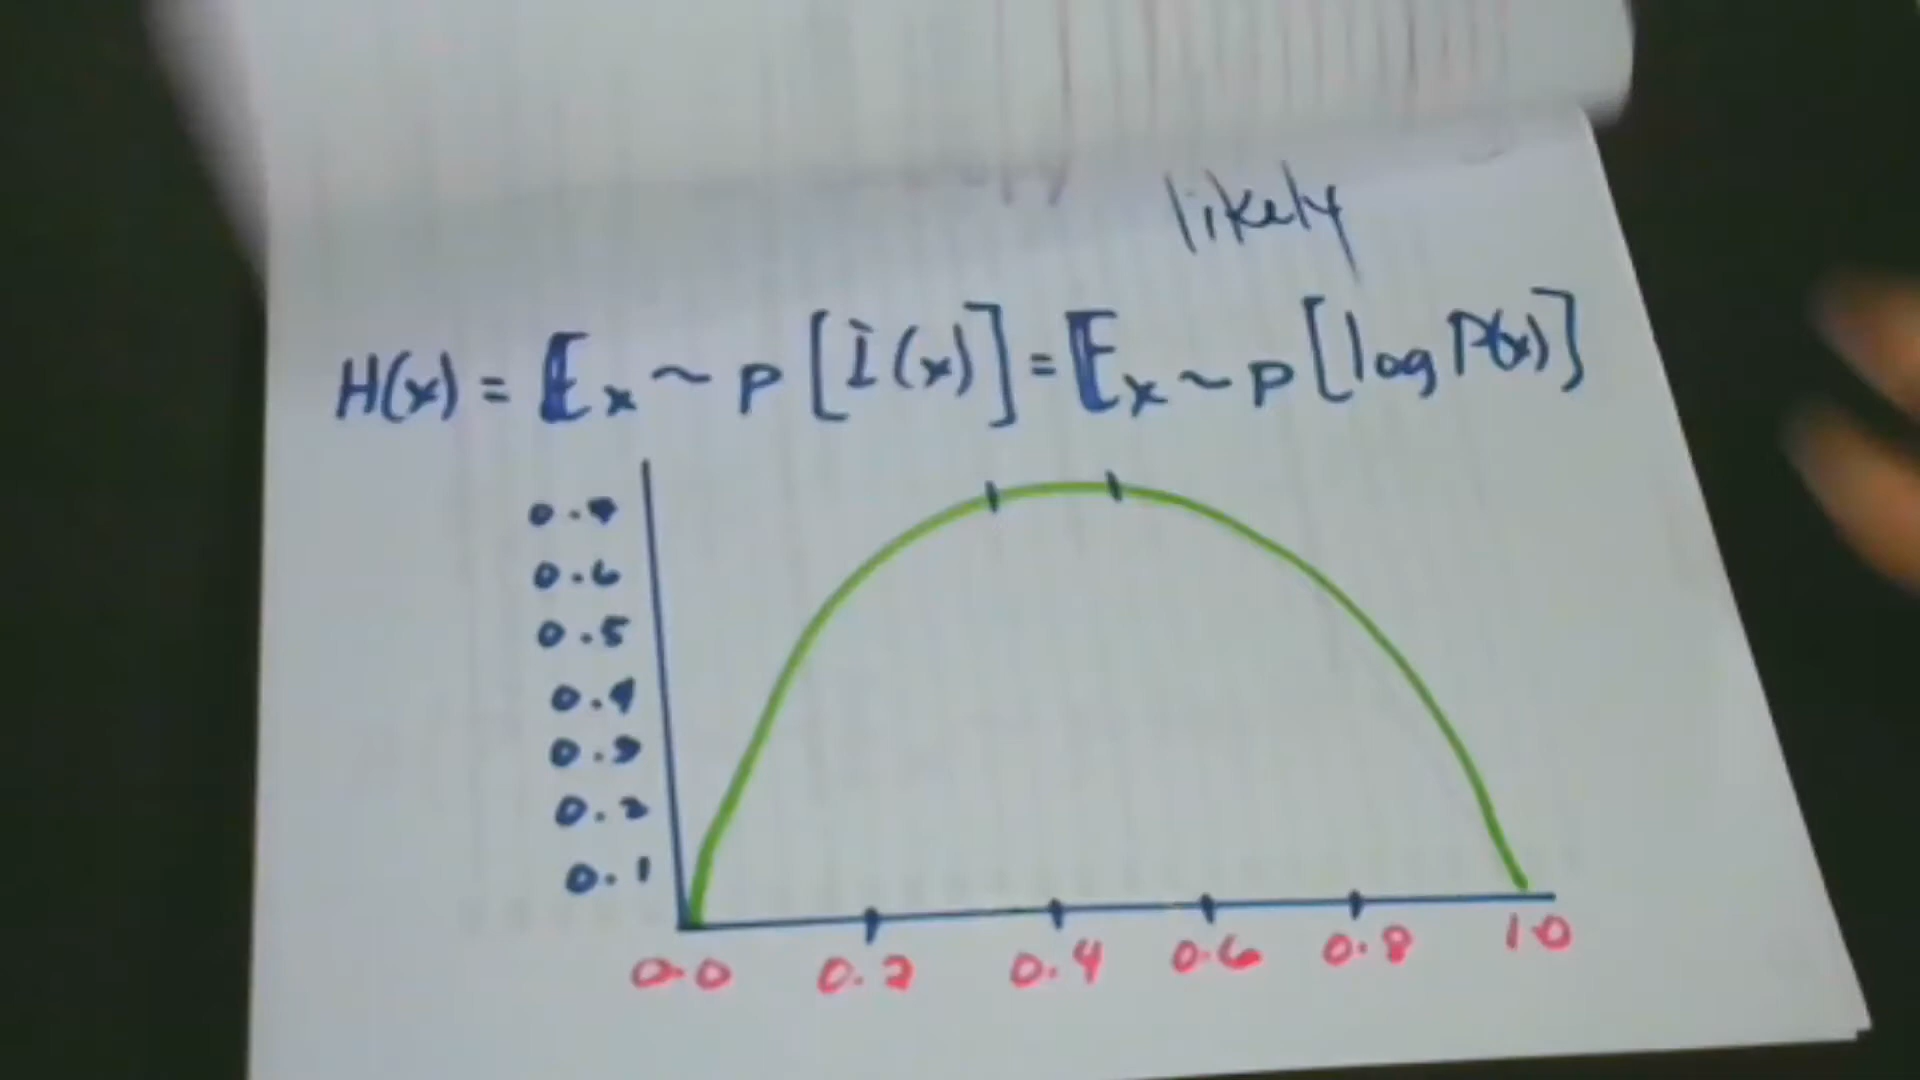 likely
H(x) = E x ~ p [I(x)] = E x ~ p [log P(x)]
0.6
0.5
0.4
0.3
0.2
0.1
0.0 0.2 0.4 0.6 0.8 1.0